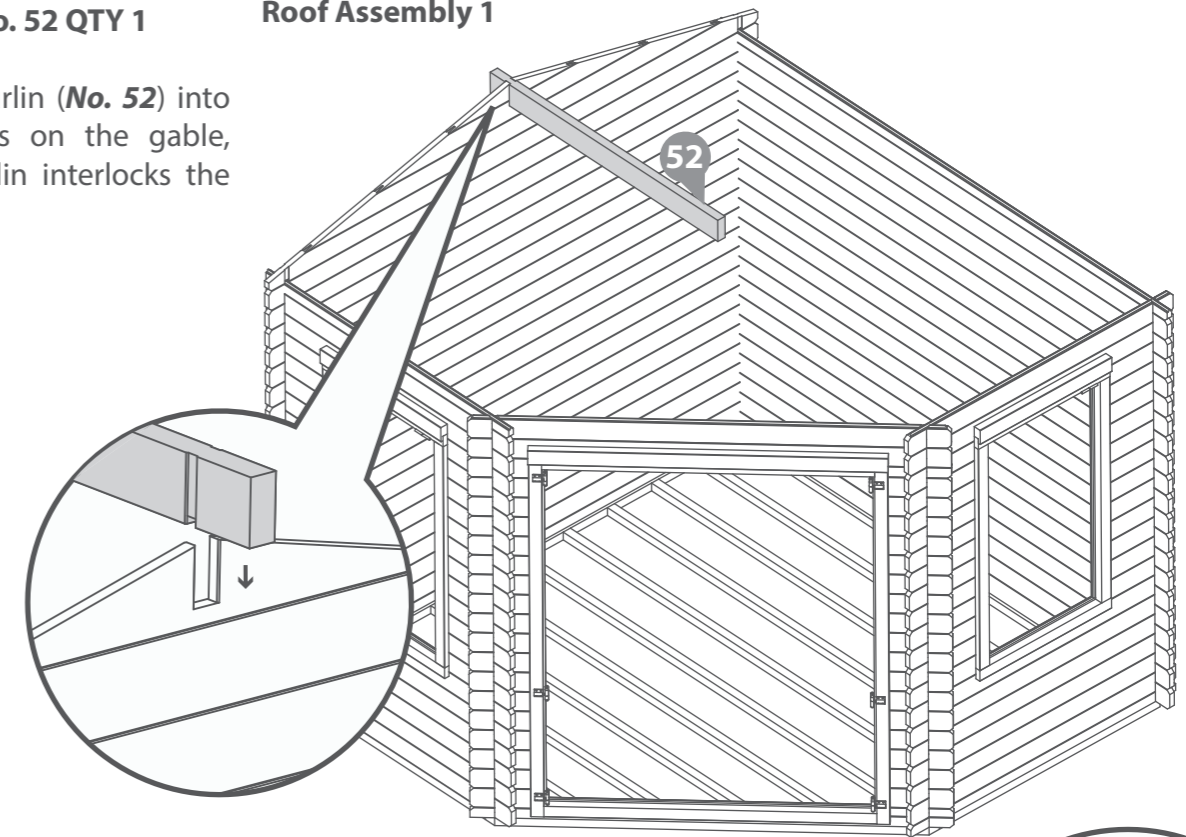 o. 52 QTY 1
Roof Assembly 1
rlin (No. 52) into
s on the gable,
lin interlocks the
52